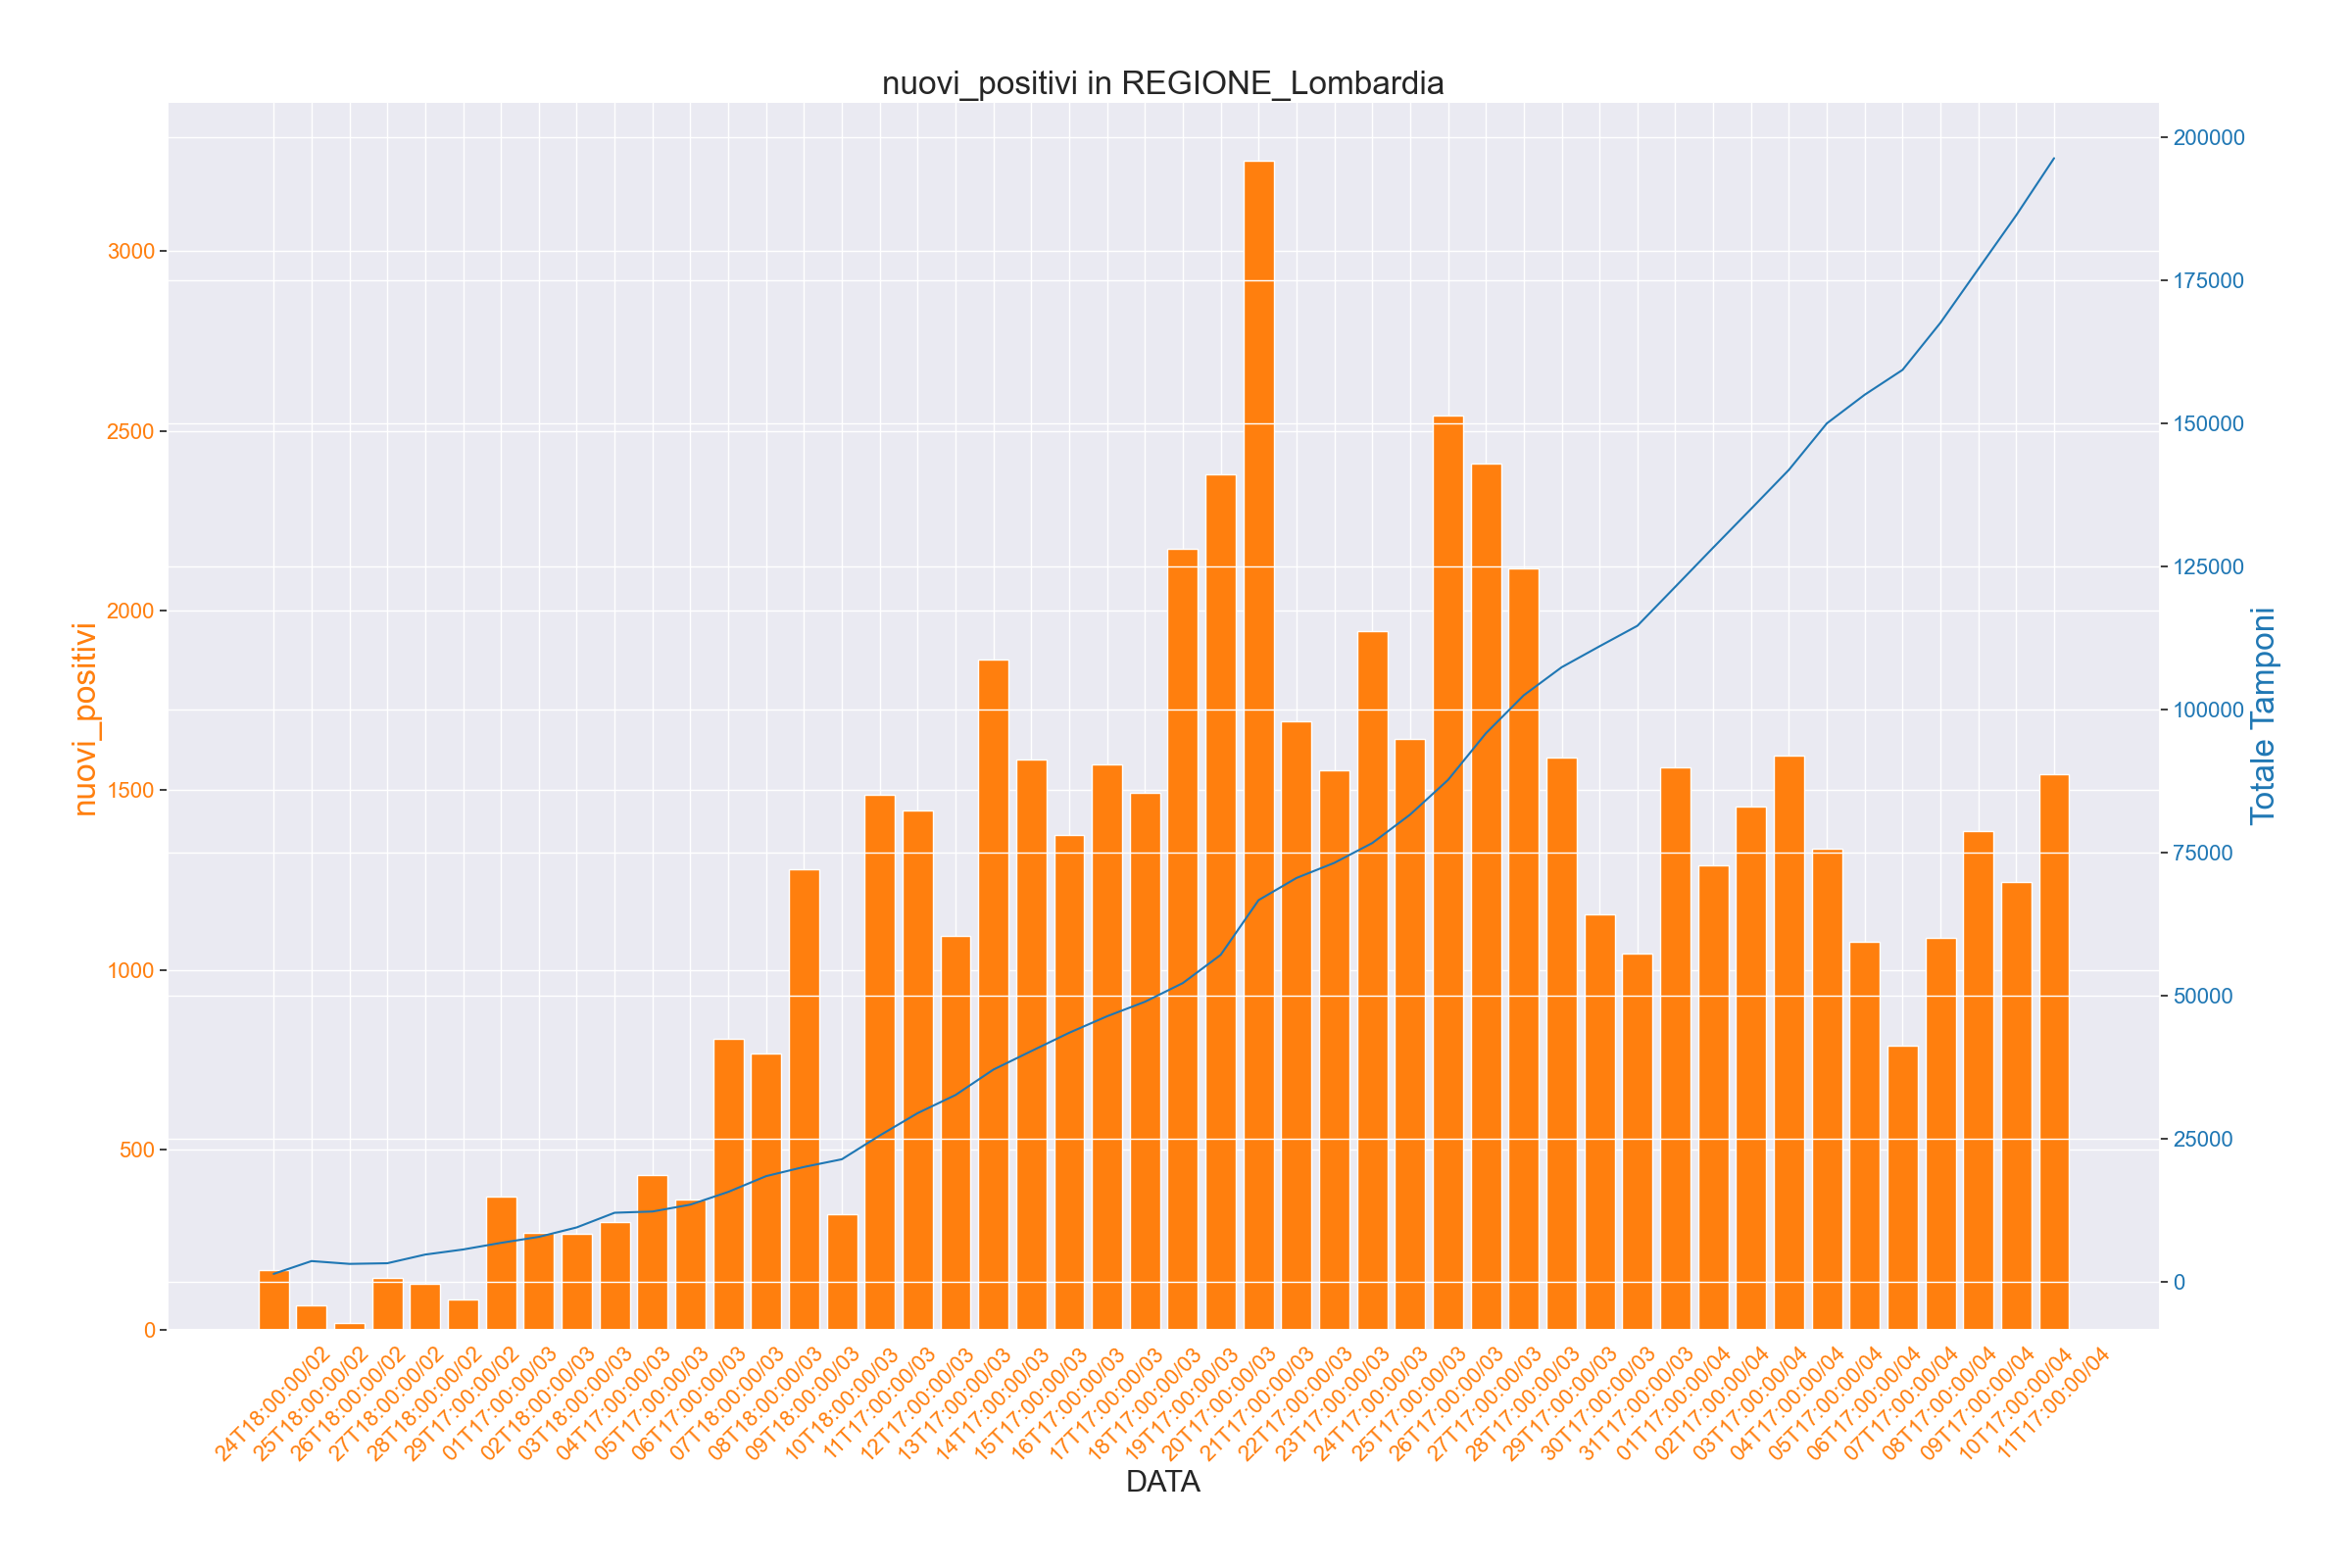 nuovi_positivi in REGIONE_Lombardia
nuovi_positivi
3000
2500
2000
1500
1000
500
0
Totale Tamponi
200000
175000
150000
125000
100000
75000
50000
25000
0
24T18:00:00/02
25T18:00:00/02
26T18:00:00/02
27T18:00:00/02
28T18:00:00/02
29T17:00:00/02
01T17:00:00/03
02T18:00:00/03
03T18:00:00/03
04T17:00:00/03
05T17:00:00/03
06T17:00:00/03
07T18:00:00/03
08T18:00:00/03
09T18:00:00/03
10T18:00:00/03
11T17:00:00/03
12T17:00:00/03
13T17:00:00/03
14T17:00:00/03
15T17:00:00/03
16T17:00:00/03
17T17:00:00/03
18T17:00:00/03
19T17:00:00/03
20T17:00:00/03
21T17:00:00/03
22T17:00:00/03
23T17:00:00/03
24T17:00:00/03
25T17:00:00/03
26T17:00:00/03
27T17:00:00/03
28T17:00:00/03
29T17:00:00/03
30T17:00:00/03
31T17:00:00/03
01T17:00:00/04
02T17:00:00/04
03T17:00:00/04
04T17:00:00/04
05T17:00:00/04
06T17:00:00/04
07T17:00:00/04
08T17:00:00/04
09T17:00:00/04
10T17:00:00/04
11T17:00:00/04
DATA